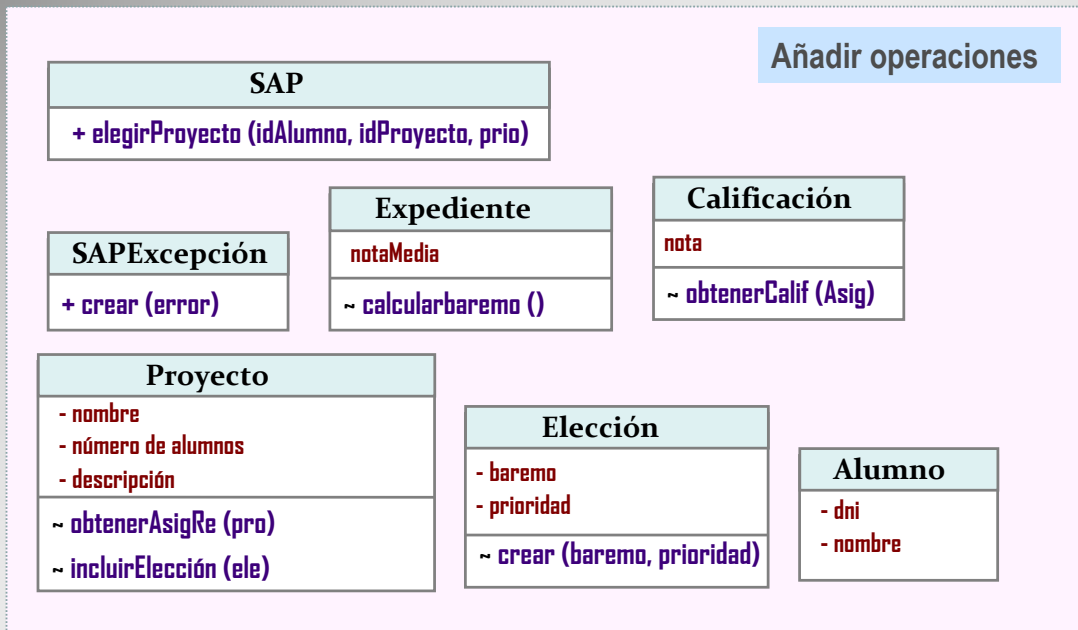 Añadir operaciones
SAP
+ elegirProyecto (idAlumno, idProyecto, prio)
SAPExcepción
+ crear (error)
Expediente
notaMedia
~ calcularbaremo ()
Calificación
nota
~ obtenerCalif (Asig)
Proyecto
- nombre
- número de alumnos
- descripción
~ obtenerAsigRe (pro)
~ incluirElección (ele)
Elección
- baremo
- prioridad
~ crear (baremo, prioridad)
Alumno
- dni
- nombre